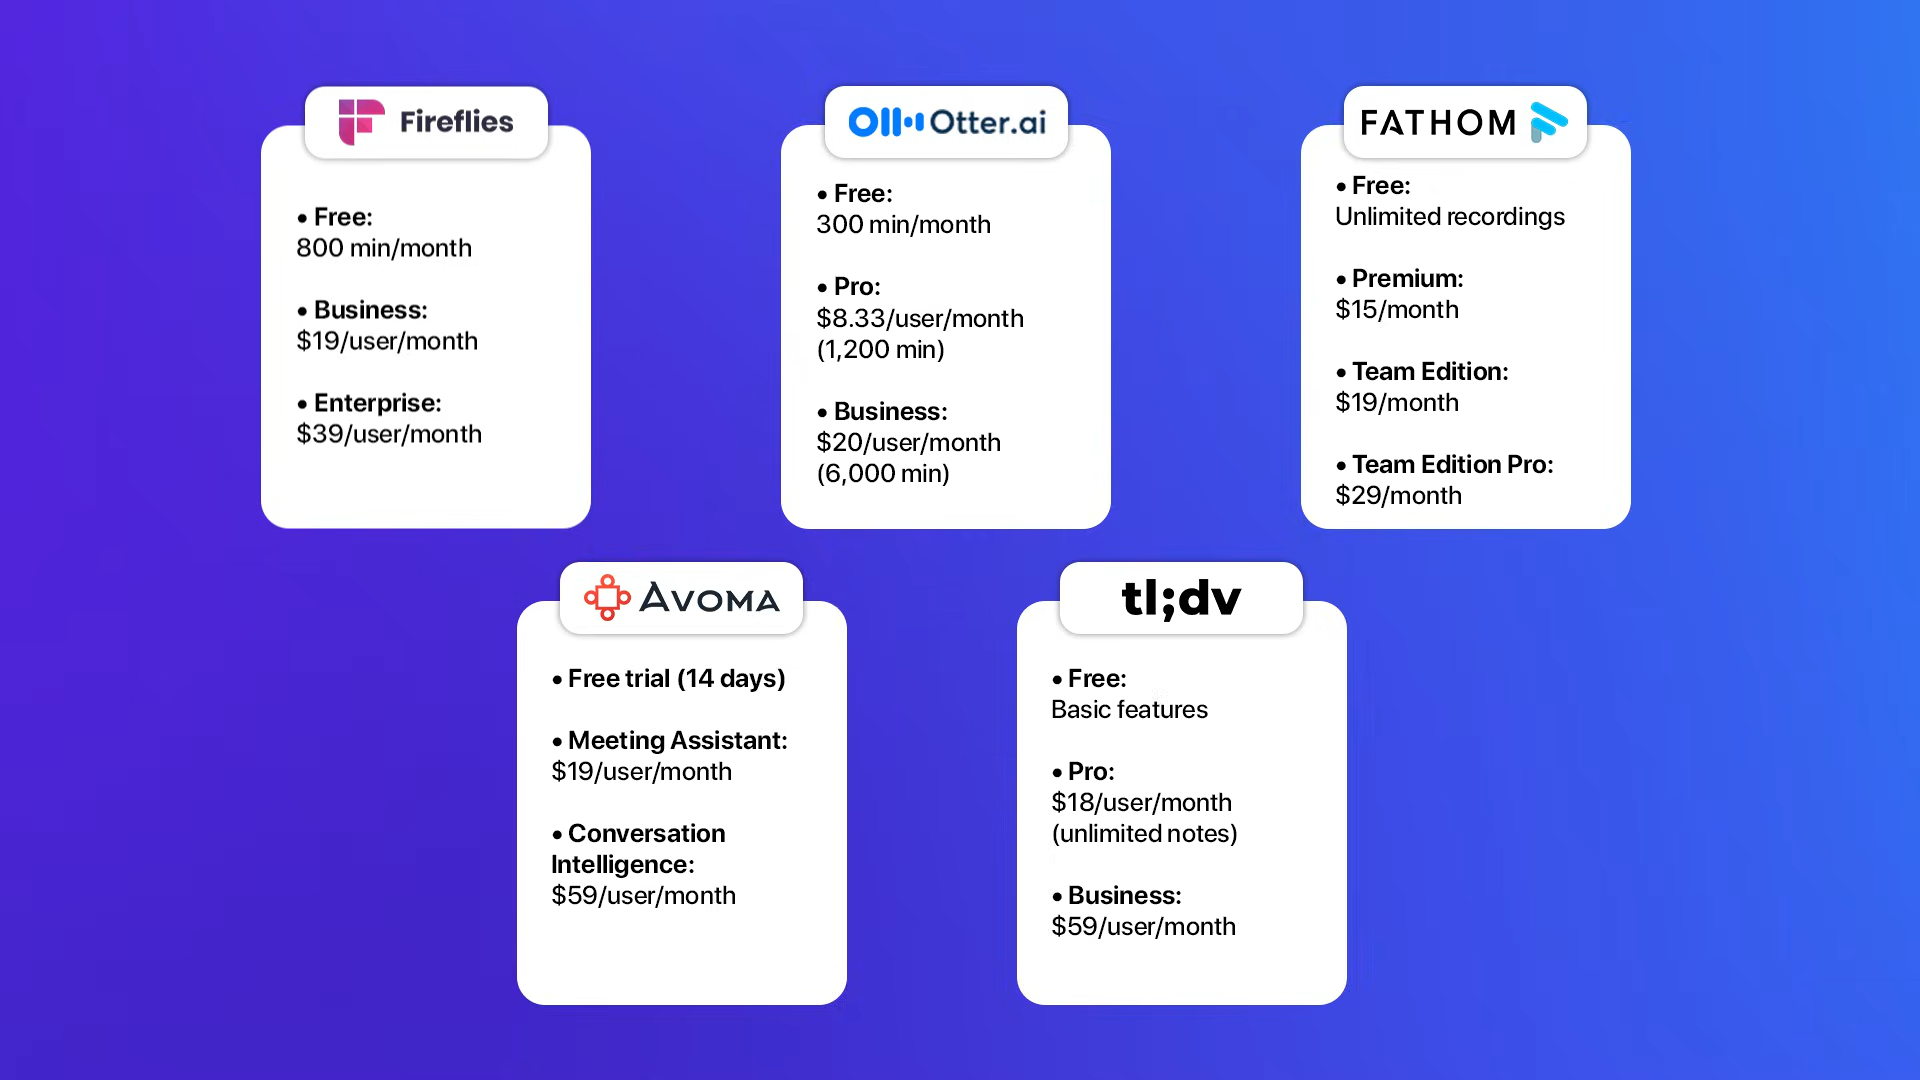 Fireflies
• Free:
800 min/month
• Business:
$19/user/month
• Enterprise:
$39/user/month
Otter.ai
• Free:
300 min/month
• Pro:
$8.33/user/month
(1,200 min)
• Business:
$20/user/month
(6,000 min)
FATHOM
• Free:
Unlimited recordings
• Premium:
$15/month
• Team Edition:
$19/month
• Team Edition Pro:
$29/month
AVOMA
• Free trial (14 days)
• Meeting Assistant:
$19/user/month
• Conversation
Intelligence:
$59/user/month
tl;dv
• Free:
Basic features
• Pro:
$18/user/month
(unlimited notes)
• Business:
$59/user/month